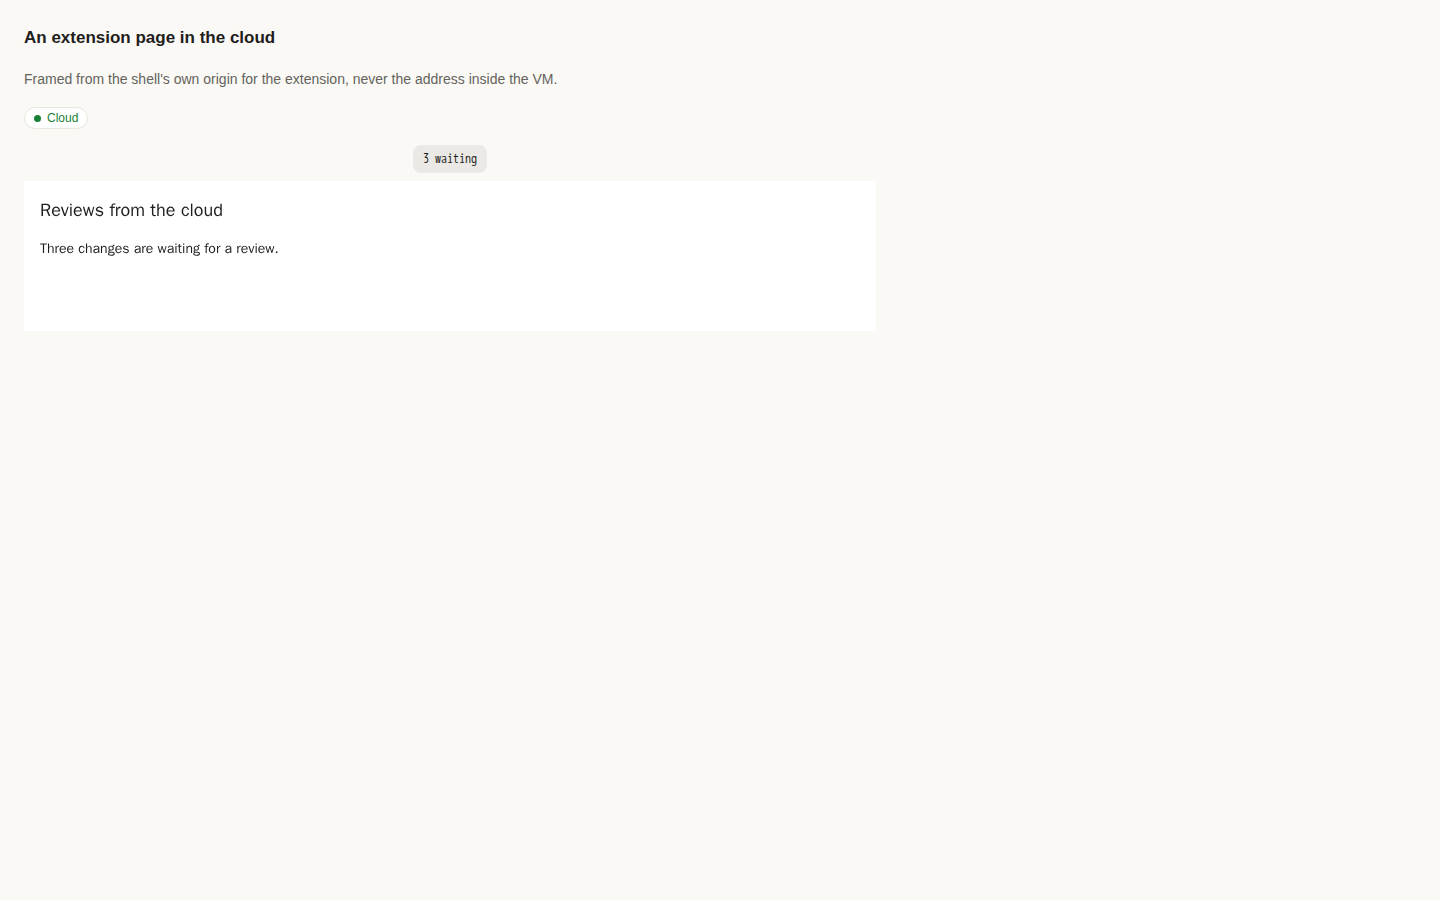 An extension page in the cloud
Framed from the shell's own origin for the extension, never the address inside the VM.
Cloud
3 waiting
Reviews from the cloud
Three changes are waiting for a review.